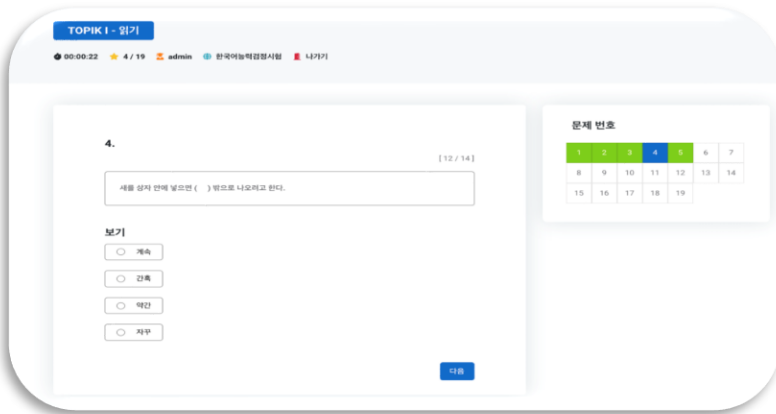 TOPIK I - 읽기
00:00:22 4 / 19 admin 한국어능력검정시험 나가기
4.
[ 12 / 14 ]
새를 상자 안에 넣으면 ( ) 밖으로 나오려고 한다.
보기
계속
간혹
약간
자꾸
다음
문제 번호
1 2 3 4 5 6 7
8 9 10 11 12 13 14
15 16 17 18 19